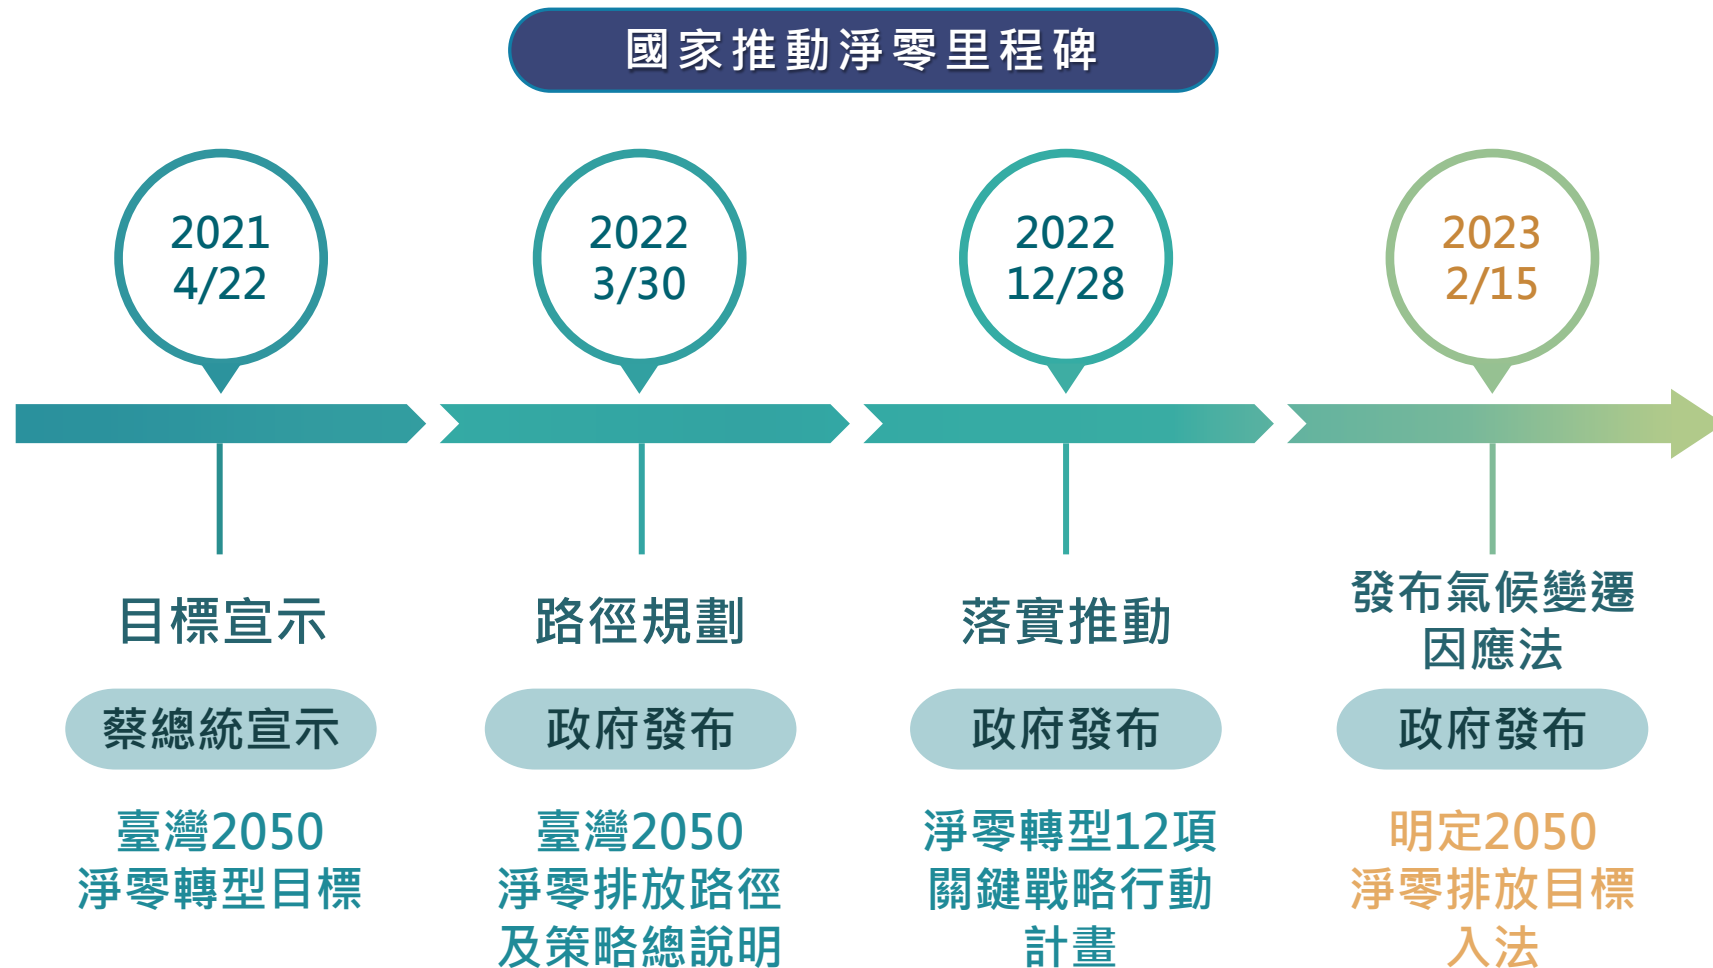 國家推動淨零里程碑
2021
4/22
目標宣示
蔡總統宣示
臺灣2050
淨零轉型目標
2022
3/30
路徑規劃
政府發布
臺灣2050
淨零排放路徑
及策略總說明
2022
12/28
落實推動
政府發布
淨零轉型12項
關鍵戰略行動
計畫
2023
2/15
發布氣候變遷
因應法
政府發布
明定2050
淨零排放目標
入法